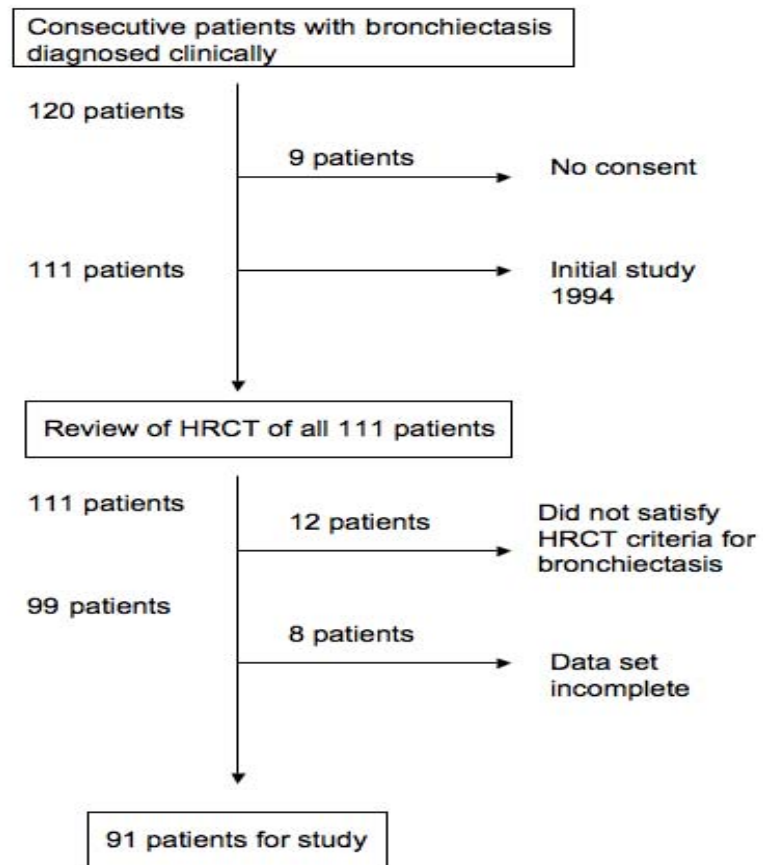 Consecutive patients with bronchiectasis
diagnosed clinically
120 patients
9 patients
No consent
111 patients
Initial study
1994
Review of HRCT of all 111 patients
111 patients
12 patients
Did not satisfy
HRCT criteria for
bronchiectasis
99 patients
8 patients
Data set
incomplete
91 patients for study